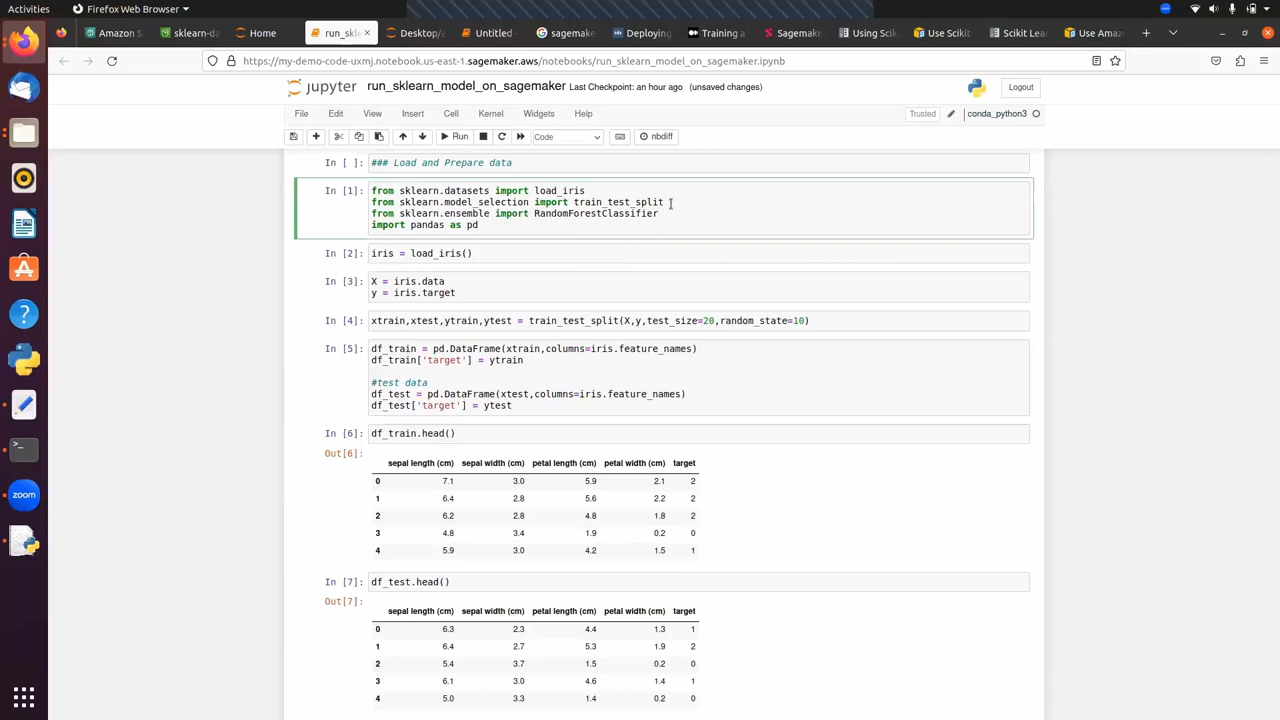 Activities
Firefox Web Browser
Amazon S
sklearn-da
Home
run_skle
Desktop/a
Untitled
sagemake
Deploying
Training a
Sagemake
Using Scik
Use Scikit
Scikit Lea
Use Amaz
https://my-demo-code-uxmj.notebook.us-east-1.sagemaker.aws/notebooks/run_sklearn_model_on_sagemaker.ipynb
jupyter run_sklearn_model_on_sagemaker Last Checkpoint: an hour ago (unsaved changes)
Logout
File Edit View Insert Cell Kernel Widgets Help
Trusted
conda_python3
Run
Code
nbdiff
In [ ]: ### Load and Prepare data
In [1]: from sklearn.datasets import load_iris
from sklearn.model_selection import train_test_split
from sklearn.ensemble import RandomForestClassifier
import pandas as pd
In [2]: iris = load_iris()
In [3]: X = iris.data
y = iris.target
In [4]: xtrain,xtest,ytrain,ytest = train_test_split(X,y,test_size=20,random_state=10)
In [5]: df_train = pd.DataFrame(xtrain,columns=iris.feature_names)
df_train['target'] = ytrain
#test data
df_test = pd.DataFrame(xtest,columns=iris.feature_names)
df_test['target'] = ytest
In [6]: df_train.head()
Out[6]:
sepal length (cm) sepal width (cm) petal length (cm) petal width (cm) target
0 7.1 3.0 5.9 2.1 2
1 6.4 2.8 5.6 2.2 2
2 6.2 2.8 4.8 1.8 2
3 4.8 3.4 1.9 0.2 0
4 5.9 3.0 4.2 1.5 1
In [7]: df_test.head()
Out[7]:
sepal length (cm) sepal width (cm) petal length (cm) petal width (cm) target
0 6.3 2.3 4.4 1.3 1
1 6.4 2.7 5.3 1.9 2
2 5.4 3.7 1.5 0.2 0
3 6.1 3.0 4.6 1.4 1
4 5.0 3.3 1.4 0.2 0
zoom